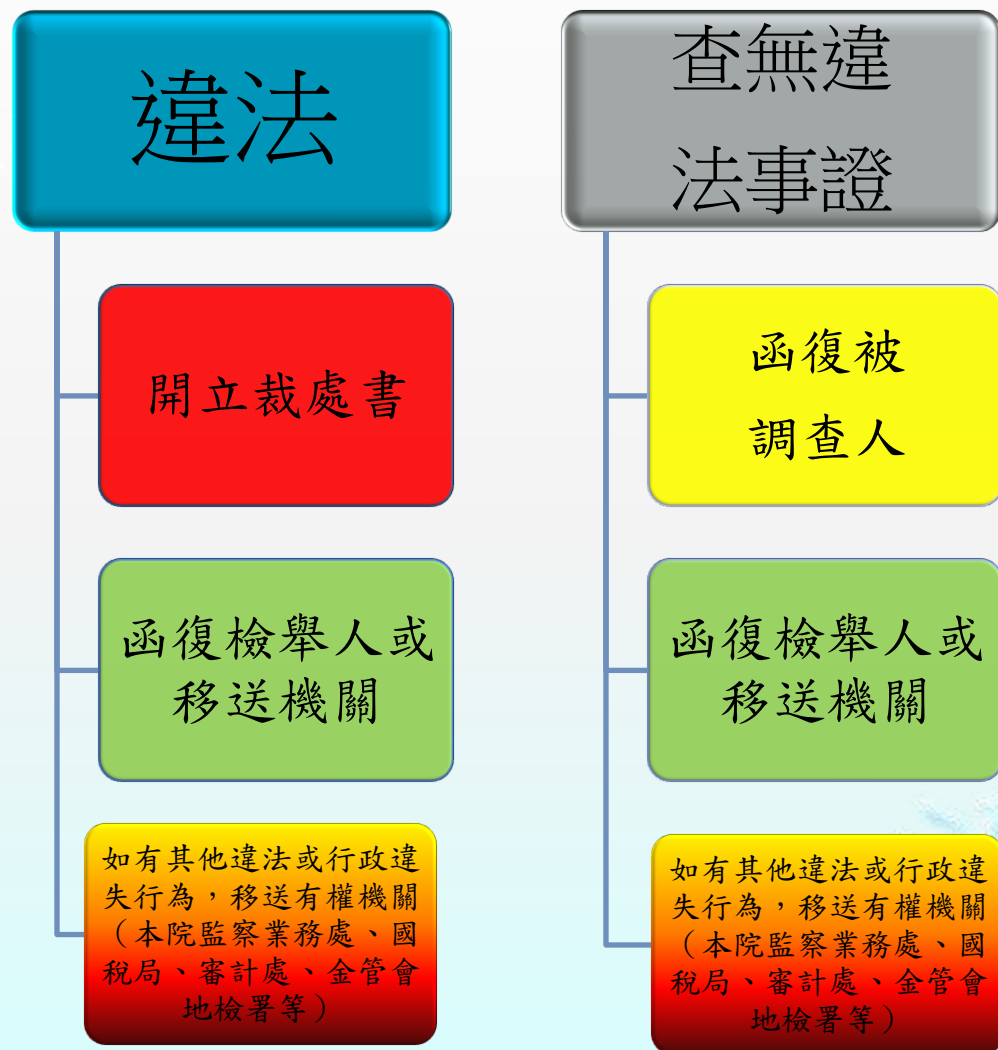 違法
開立裁處書
函復檢舉人或
移送機關
如有其他違法或行政違
失行為，移送有權機關
（本院監察業務處、國
稅局、審計處、金管會
地檢署等）
查無違
法事證
函復被
調查人
函復檢舉人或
移送機關
如有其他違法或行政違
失行為，移送有權機關
（本院監察業務處、國
稅局、審計處、金管會
地檢署等）